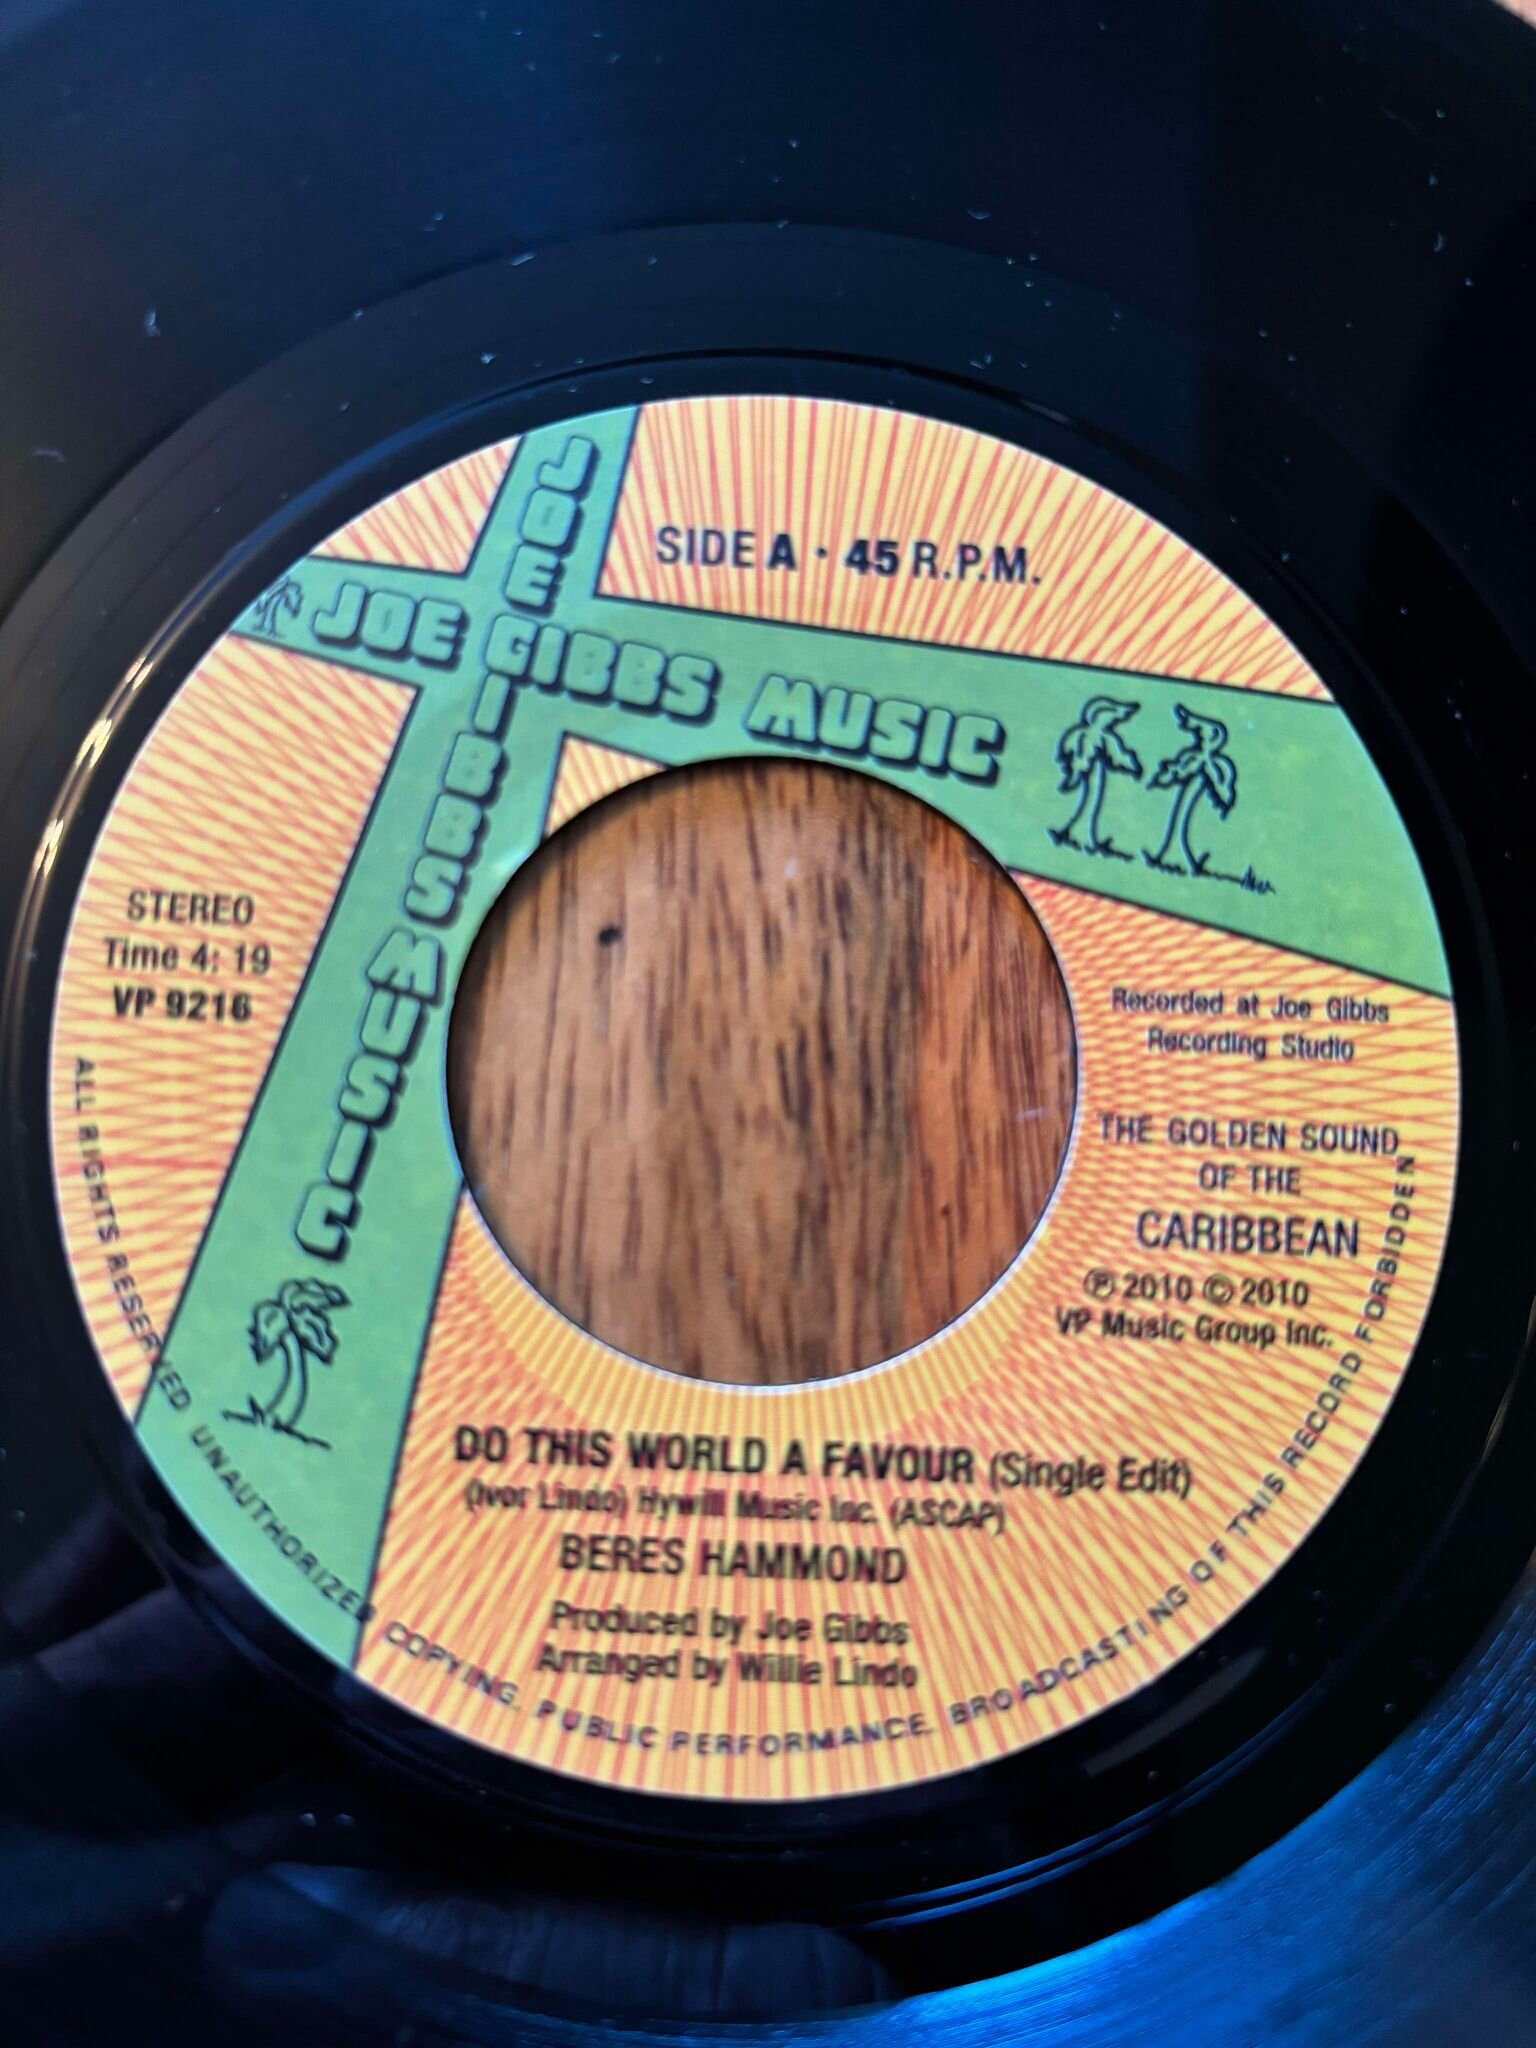 SIDE A · 45 R.P.M.
JOE GIBBS MUSIC
JOE GIBBS MUSIC
STEREO
Time 4: 19
VP 9216
Recorded at Joe Gibbs
Recording Studio
THE GOLDEN SOUND
OF THE
CARIBBEAN
℗ 2010 © 2010
VP Music Group Inc.
DO THIS WORLD A FAVOUR (Single Edit)
(Ivor Lindo) Hywill Music Inc. (ASCAP)
BERES HAMMOND
Produced by Joe Gibbs
Arranged by Willie Lindo
ALL RIGHTS RESERVED UNAUTHORIZED COPYING, PUBLIC PERFORMANCE, BROADCASTING OF THIS RECORD FORBIDDEN